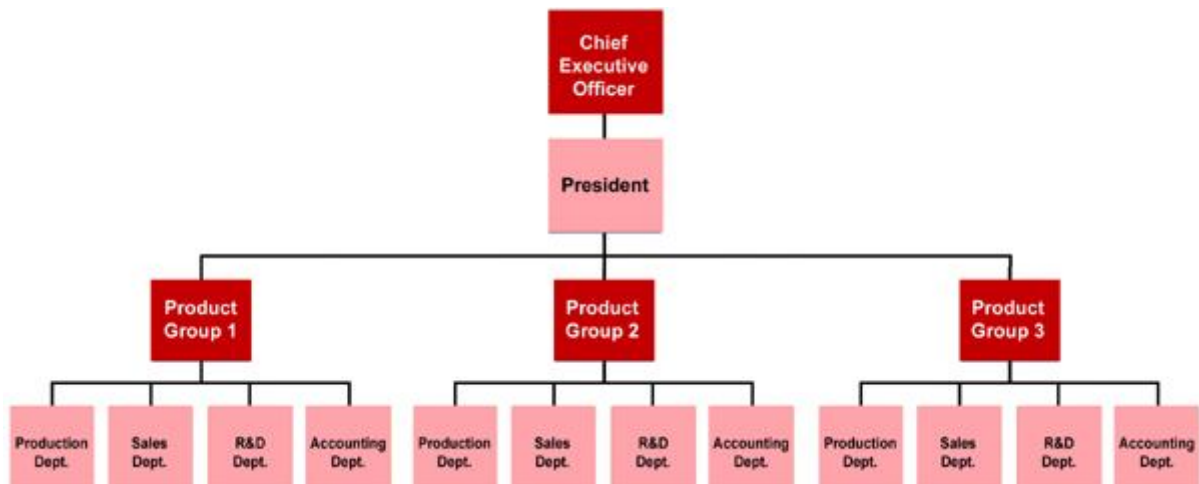 Chief
Executive
Officer
President
Product
Group 1
Product
Group 2
Product
Group 3
Production
Dept.
Sales
Dept.
R&D
Dept.
Accounting
Dept.
Production
Dept.
Sales
Dept.
R&D
Dept.
Accounting
Dept.
Production
Dept.
Sales
Dept.
R&D
Dept.
Accounting
Dept.